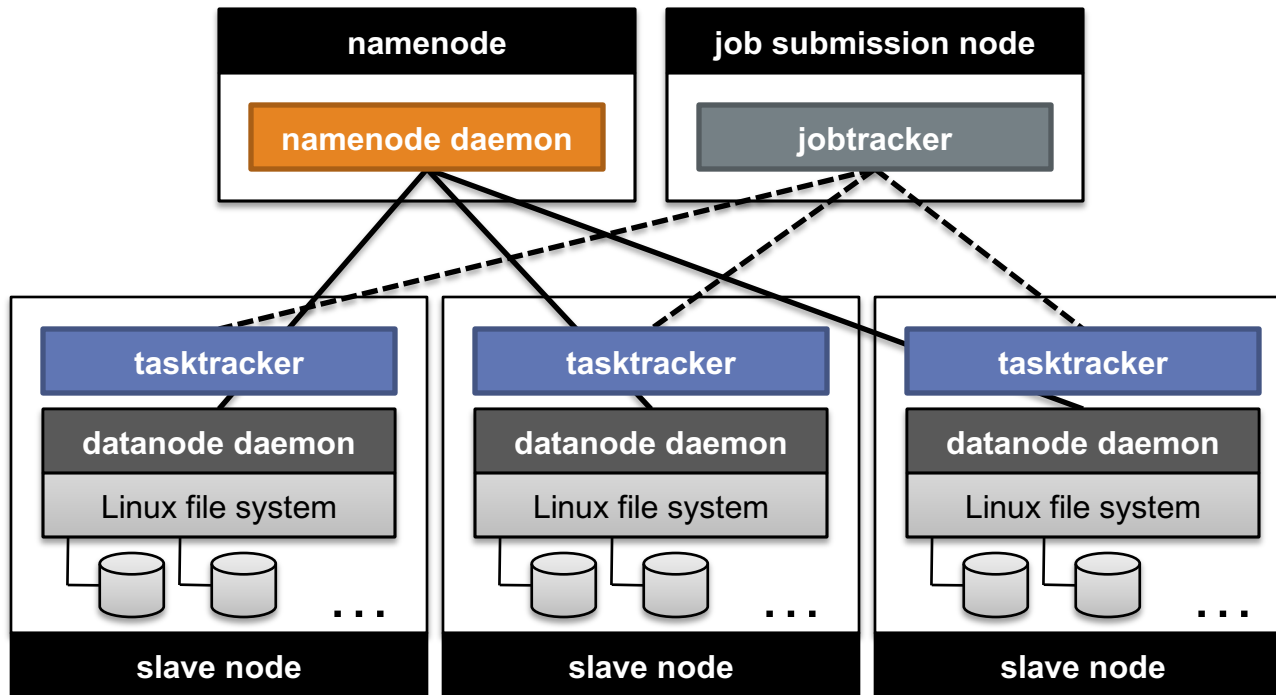 namenode
job submission node
namenode daemon
jobtracker
tasktracker
tasktracker
tasktracker
datanode daemon
datanode daemon
datanode daemon
Linux file system
Linux file system
Linux file system
...
...
...
slave node
slave node
slave node